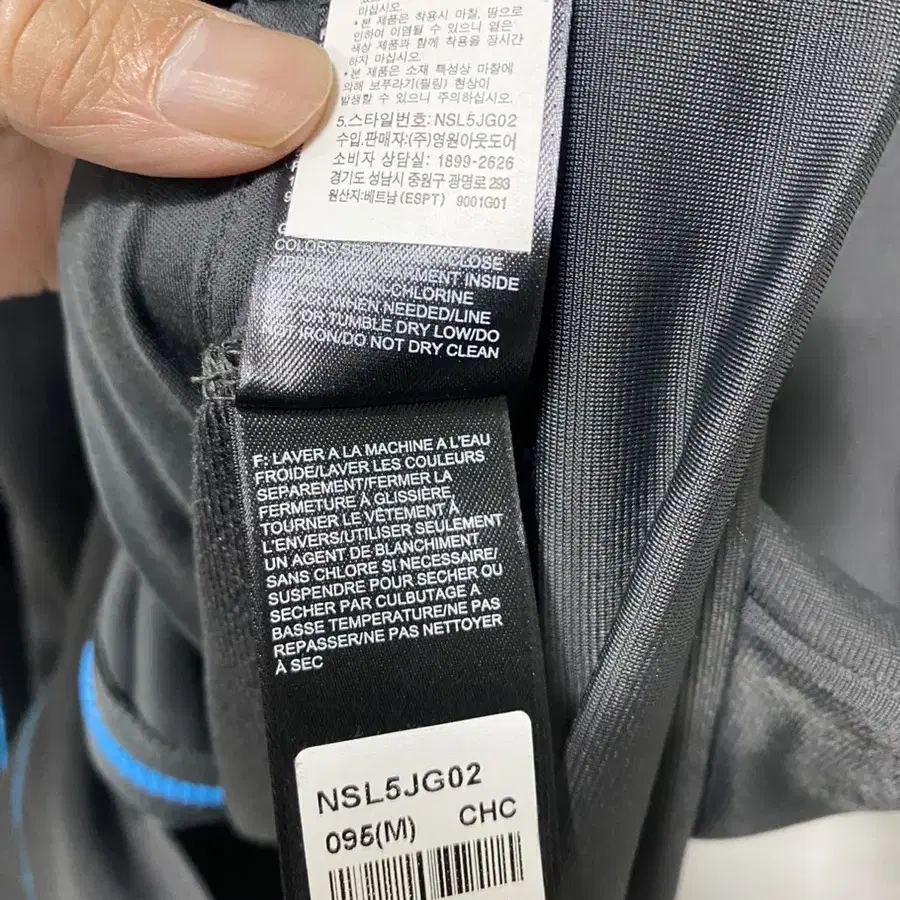 마십시오.
*본 제품은 착용시 마찰, 땀으로
인하여 이염될 수 있으니 옅은
색상 제품과 함께 착용을 장시간
하지 마십시오.
*본 제품은 소재 특성상 마찰에
의해 보푸라기(필링) 현상이
발생할 수 있으니 주의하십시오.
5.스타일번호: NSL5JG02
수입.판매자:(주)영원아웃도어
소비자 상담실: 1899-2626
경기도 성남시 중원구 광명로 293
원산지:베트남(ESPT) 9001G01
COLORS
INSIDE
CHLORINE
WHEN NEEDED/LINE
OR TUMBLE DRY LOW/DO
NOT IRON/DO NOT DRY CLEAN
F: LAVER A LA MACHINE A L'EAU
FROIDE/LAVER LES COULEURS
SEPAREMENT/FERMER LA
FERMETURE À GLISSIÈRE,
TOURNER LE VÊTEMENT À
L'ENVERS/UTILISER SEULEMENT
UN AGENT DE BLANCHIMENT
SANS CHLORE SI NECESSAIRE/
SUSPENDRE POUR SECHER OU
SECHER PAR CULBUTAGE À
BASSE TEMPERATURE/NE PAS
REPASSER/NE PAS NETTOYER
À SEC
NSL5JG02
095(M) CHC